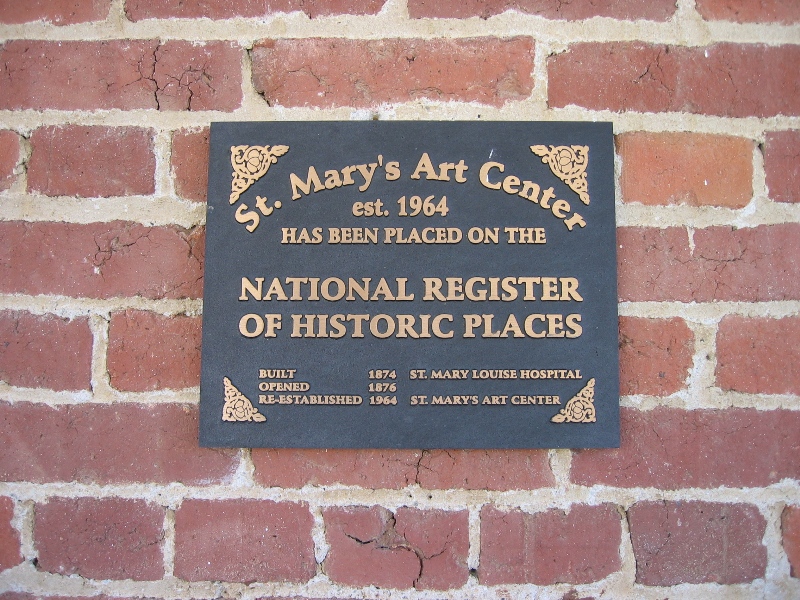 St. Mary's Art Center
est. 1964
HAS BEEN PLACED ON THE
NATIONAL REGISTER
OF HISTORIC PLACES
BUILT 1874 ST. MARY LOUISE HOSPITAL
OPENED 1876
RE-ESTABLISHED 1964 ST. MARY'S ART CENTER